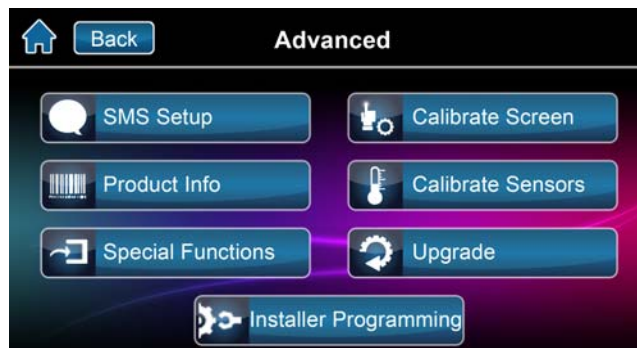 Back
Advanced
SMS Setup
Calibrate Screen
Product Info
Calibrate Sensors
Special Functions
Upgrade
Installer Programming